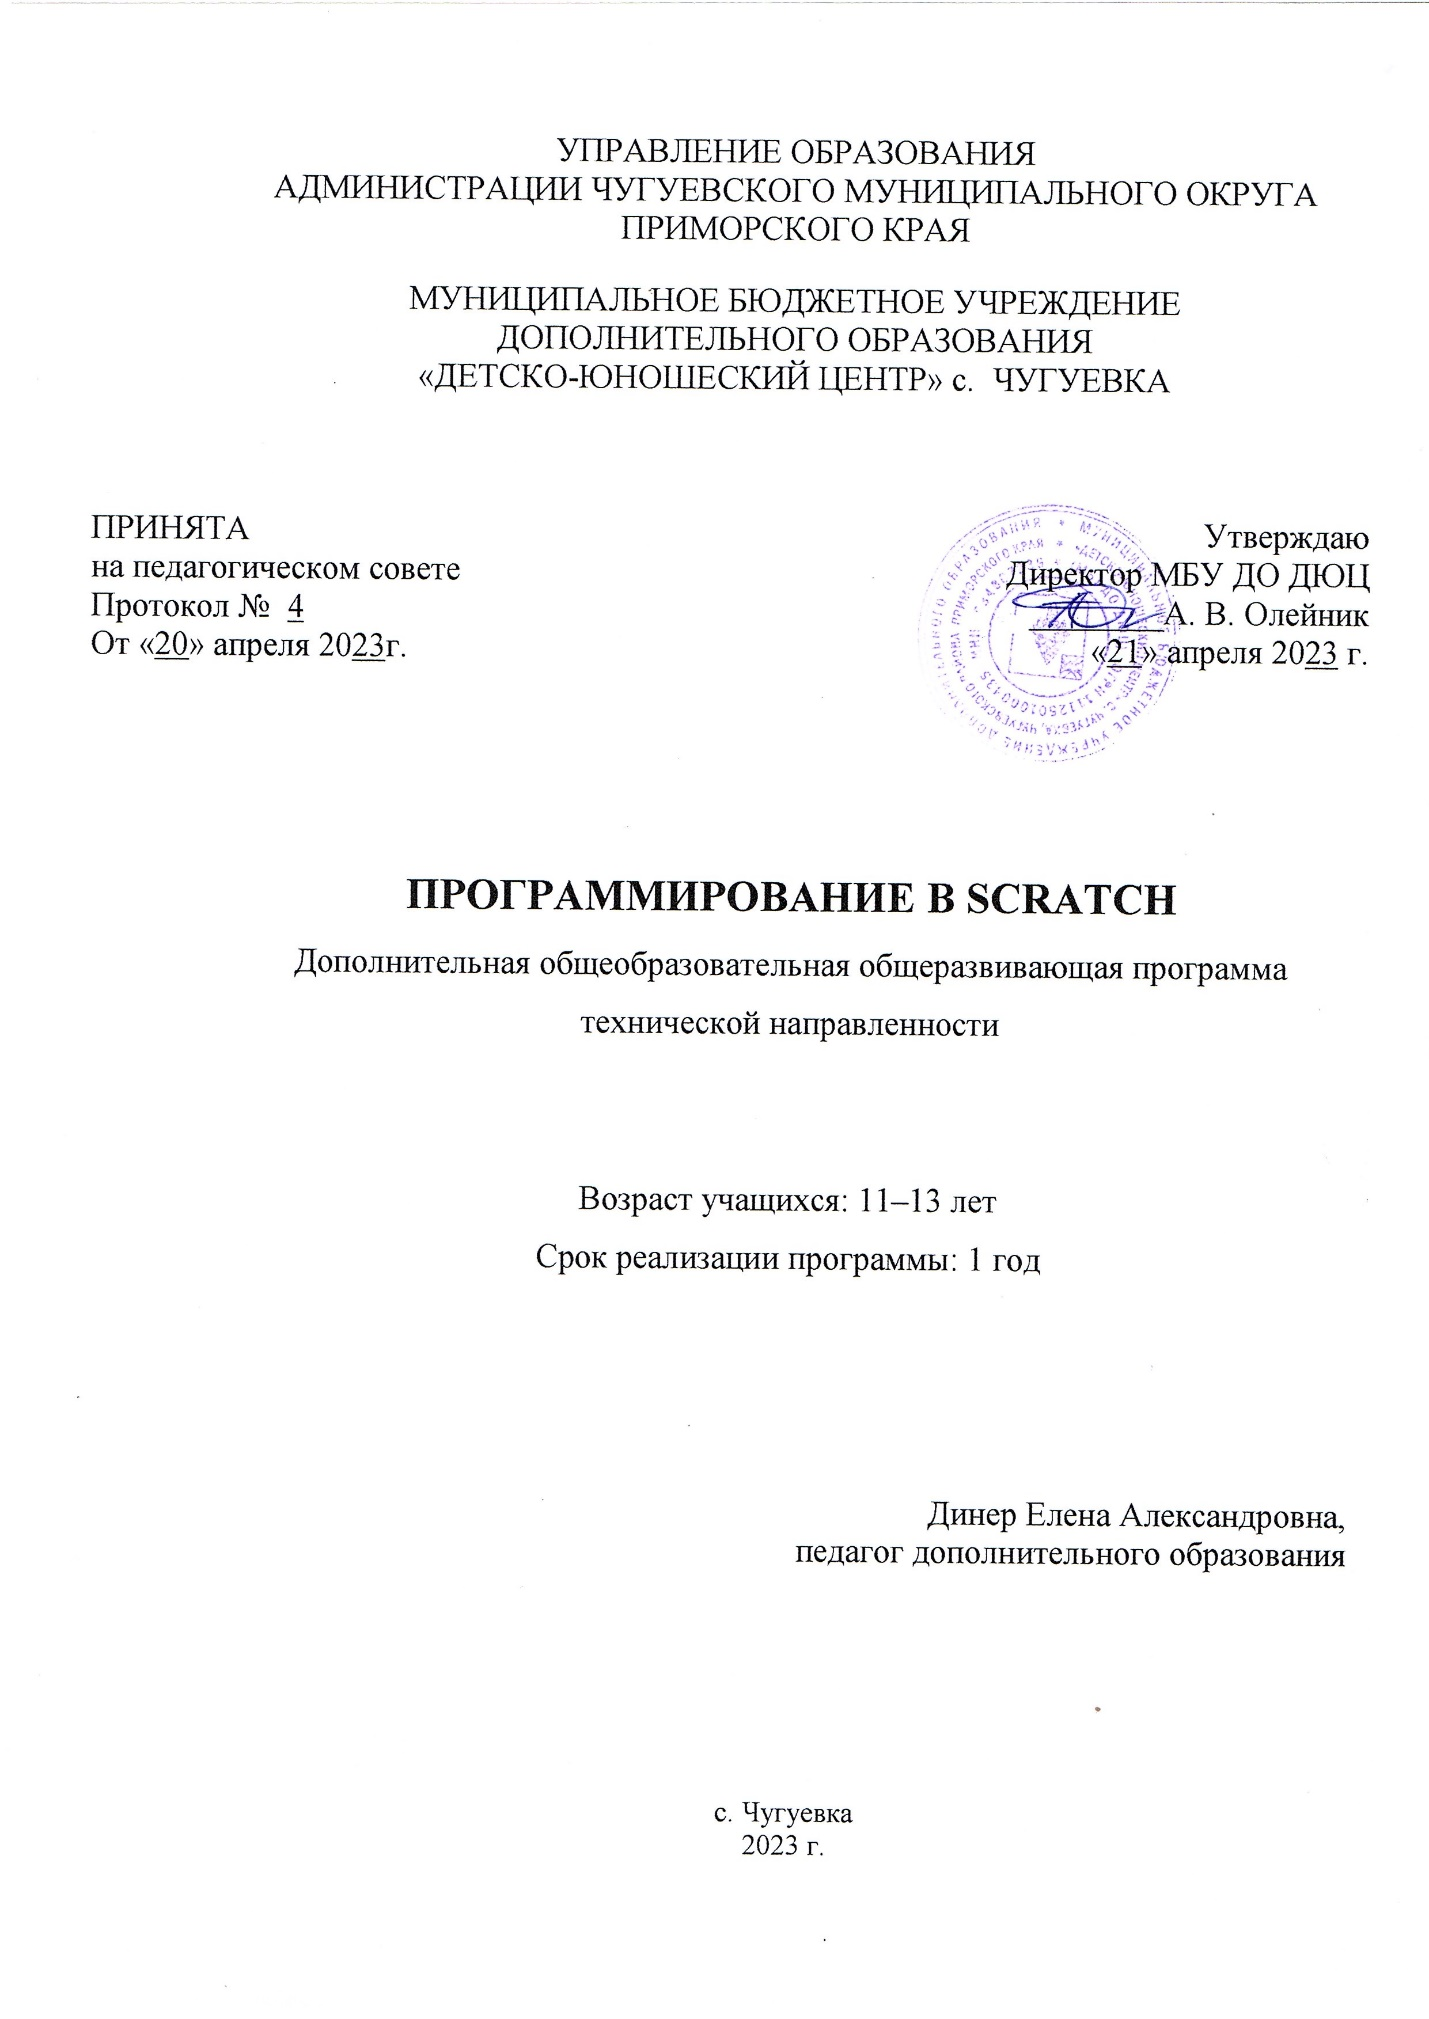 УПРАВЛЕНИЕ ОБРАЗОВАНИЯ
АДМИНИСТРАЦИИ ЧУГУЕВСКОГО МУНИЦИПАЛЬНОГО ОКРУГА
ПРИМОРСКОГО КРАЯ
МУНИЦИПАЛЬНОЕ БЮДЖЕТНОЕ УЧРЕЖДЕНИЕ
ДОПОЛНИТЕЛЬНОГО ОБРАЗОВАНИЯ
«ДЕТСКО-ЮНОШЕСКИЙ ЦЕНТР» с. ЧУГУЕВКА
ПРИНЯТА
на педагогическом совете
Протокол № 4
От «20» апреля 2023г.
Утверждаю
Директор МБУ ДО ДЮЦ
________А. В. Олейник
«21» апреля 2023 г.
ПРОГРАММИРОВАНИЕ В SCRATCH
Дополнительная общеобразовательная общеразвивающая программа
технической направленности
Возраст учащихся: 11–13 лет
Срок реализации программы: 1 год
Динер Елена Александровна,
педагог дополнительного образования
с. Чугуевка
2023 г.